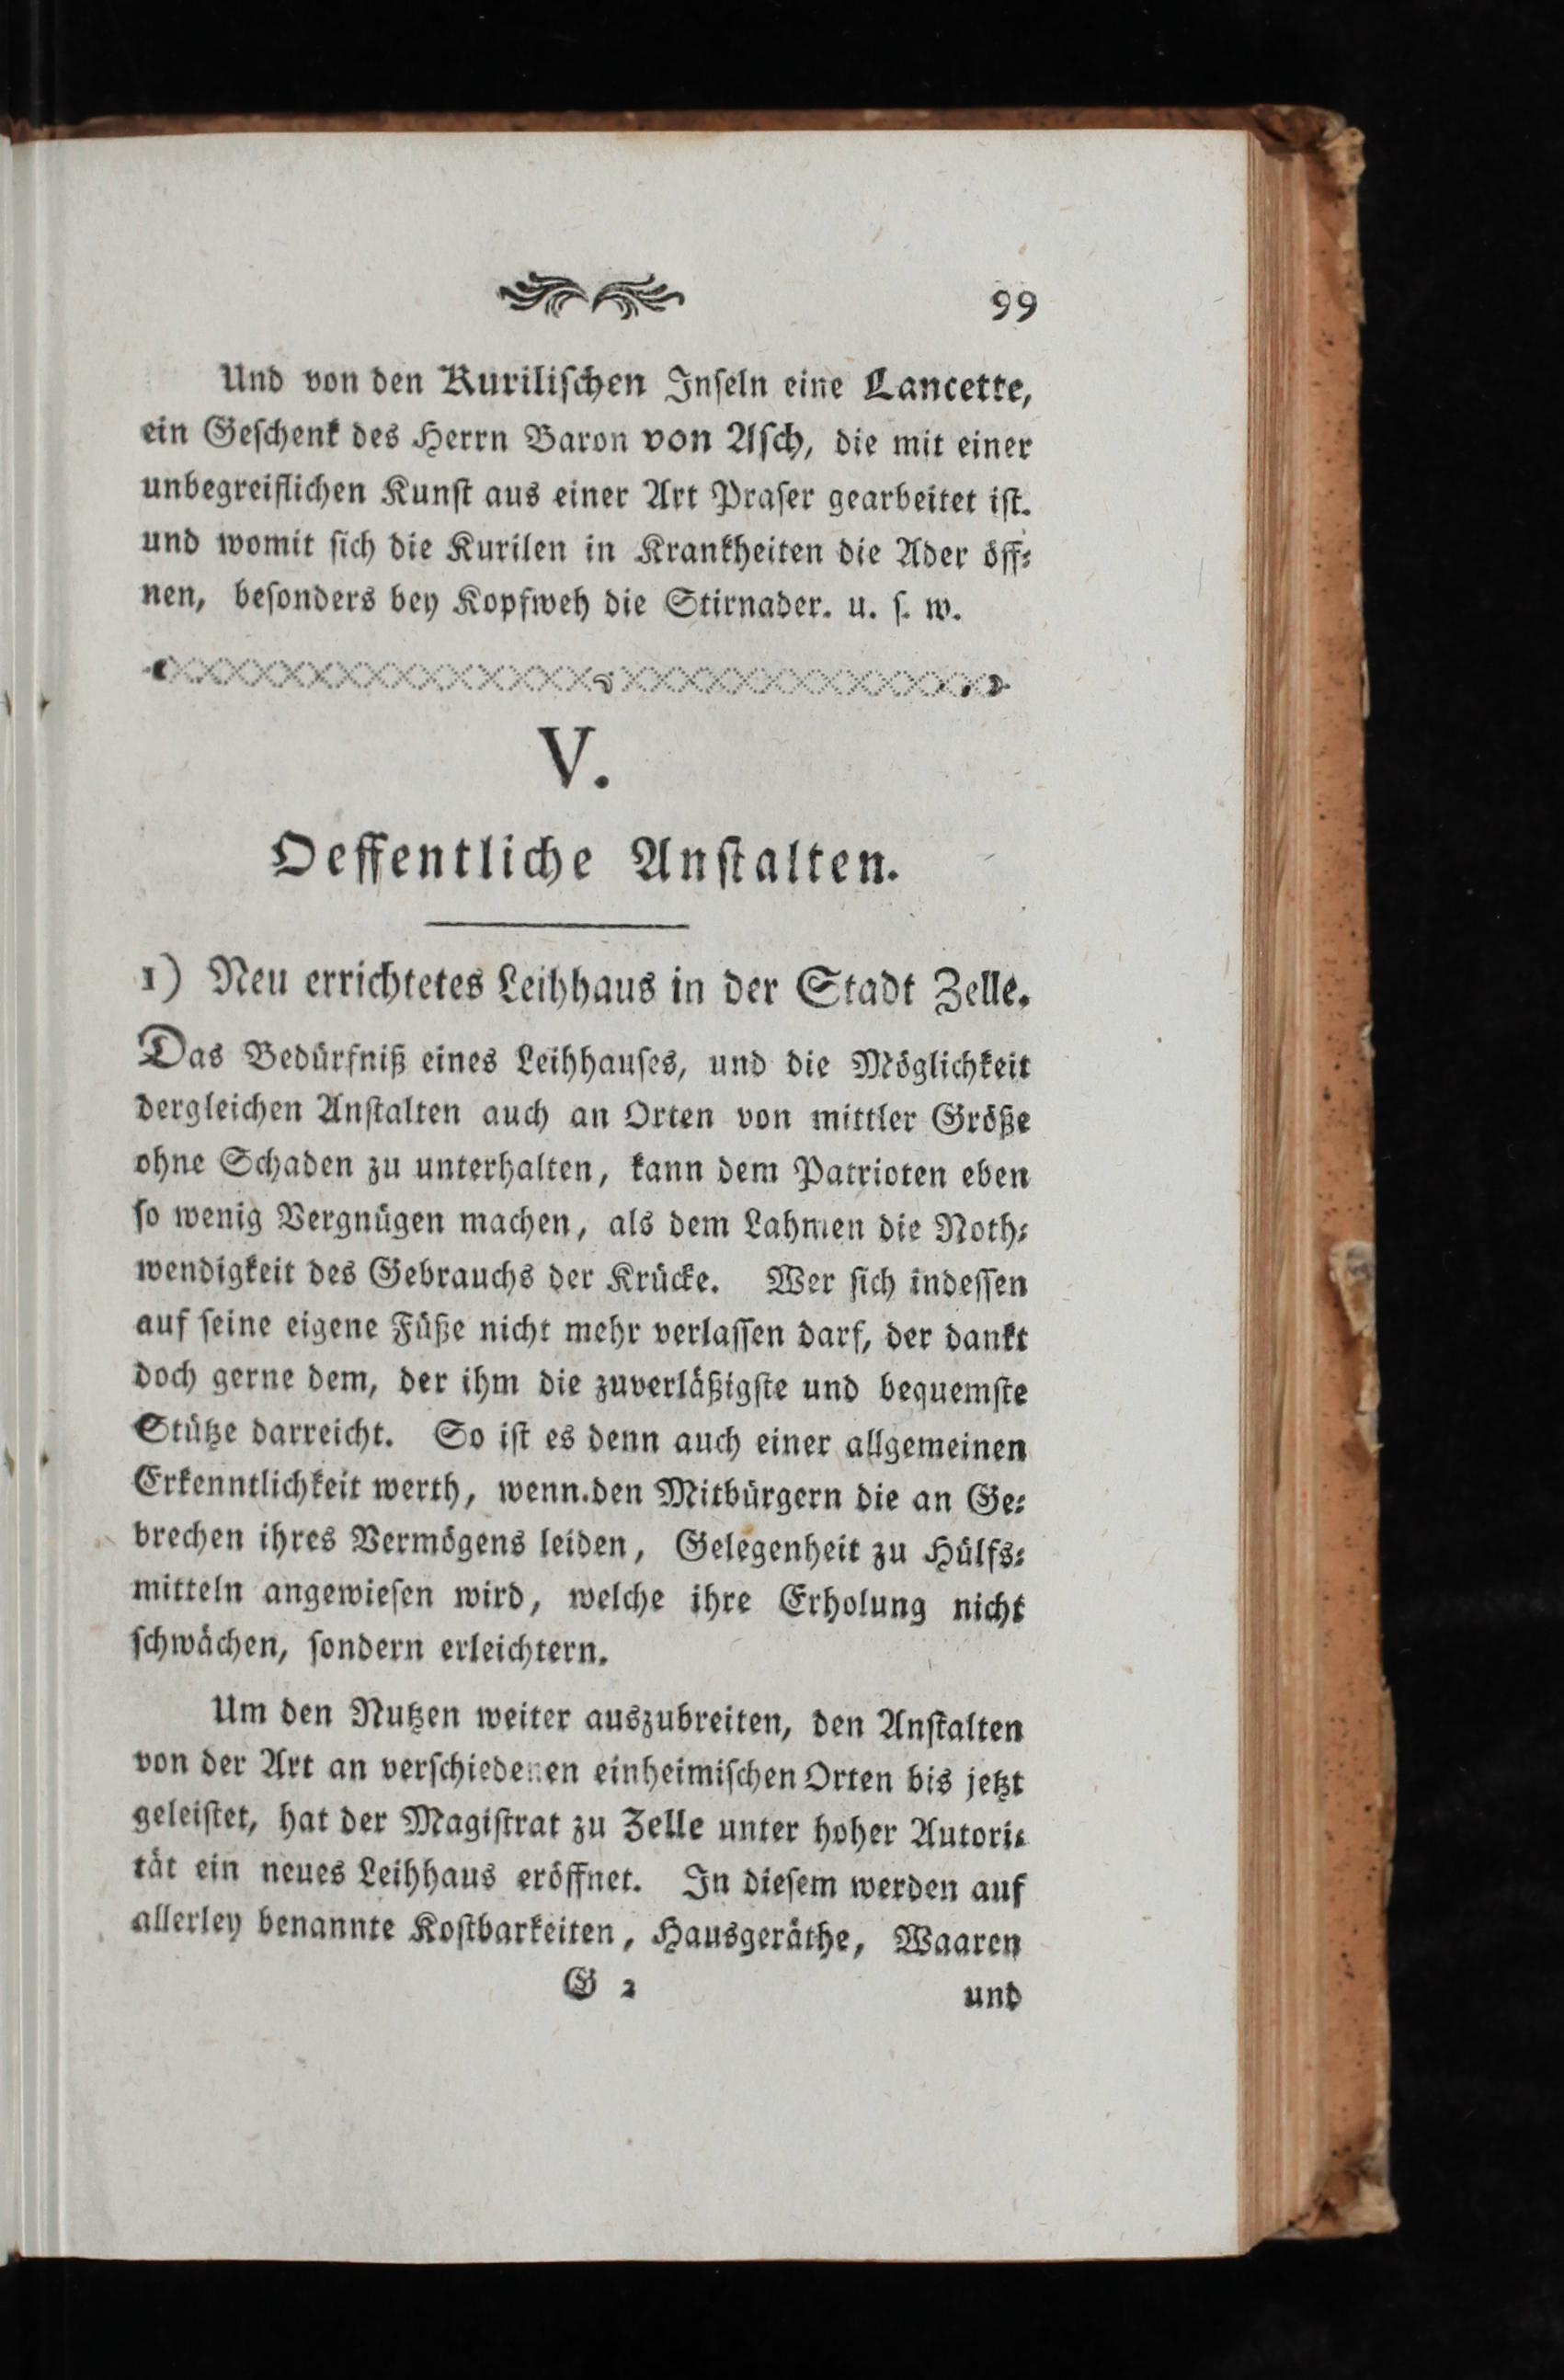 99
Und von den Kurilischen Inseln eine Lancette,
ein Geschenk des Herrn Baron von Asch, die mit einer
unbegreiflichen Kunst aus einer Art Praser gearbeitet ist.
und womit sich die Kurilen in Krankheiten die Ader öff-
nen, besonders bey Kopfweh die Stirnader. u. s. w.
V.
Oeffentliche Anstalten.
1) Neu errichtetes Leihhaus in der Stadt Zelle.
Das Bedürfniß eines Leihhauses, und die Möglichkeit
dergleichen Anstalten auch an Orten von mittler Größe
ohne Schaden zu unterhalten, kann dem Patrioten eben
so wenig Vergnügen machen, als dem Lahmen die Noth-
wendigkeit des Gebrauchs der Krücke. Wer sich indessen
auf seine eigene Füße nicht mehr verlassen darf, der dankt
doch gerne dem, der ihm die zuverläßigste und bequemste
Stütze darreicht. So ist es denn auch einer allgemeinen
Erkenntlichkeit werth, wenn den Mitbürgern die an Ge-
brechen ihres Vermögens leiden, Gelegenheit zu Hülfs-
mitteln angewiesen wird, welche ihre Erholung nicht
schwächen, sondern erleichtern.
Um den Nutzen weiter auszubreiten, den Anstalten
von der Art an verschiedenen einheimischen Orten bis jetzt
geleistet, hat der Magistrat zu Zelle unter hoher Autori-
tät ein neues Leihhaus eröffnet. In diesem werden auf
allerley benannte Kostbarkeiten, Hausgeräthe, Waaren
G 2
und